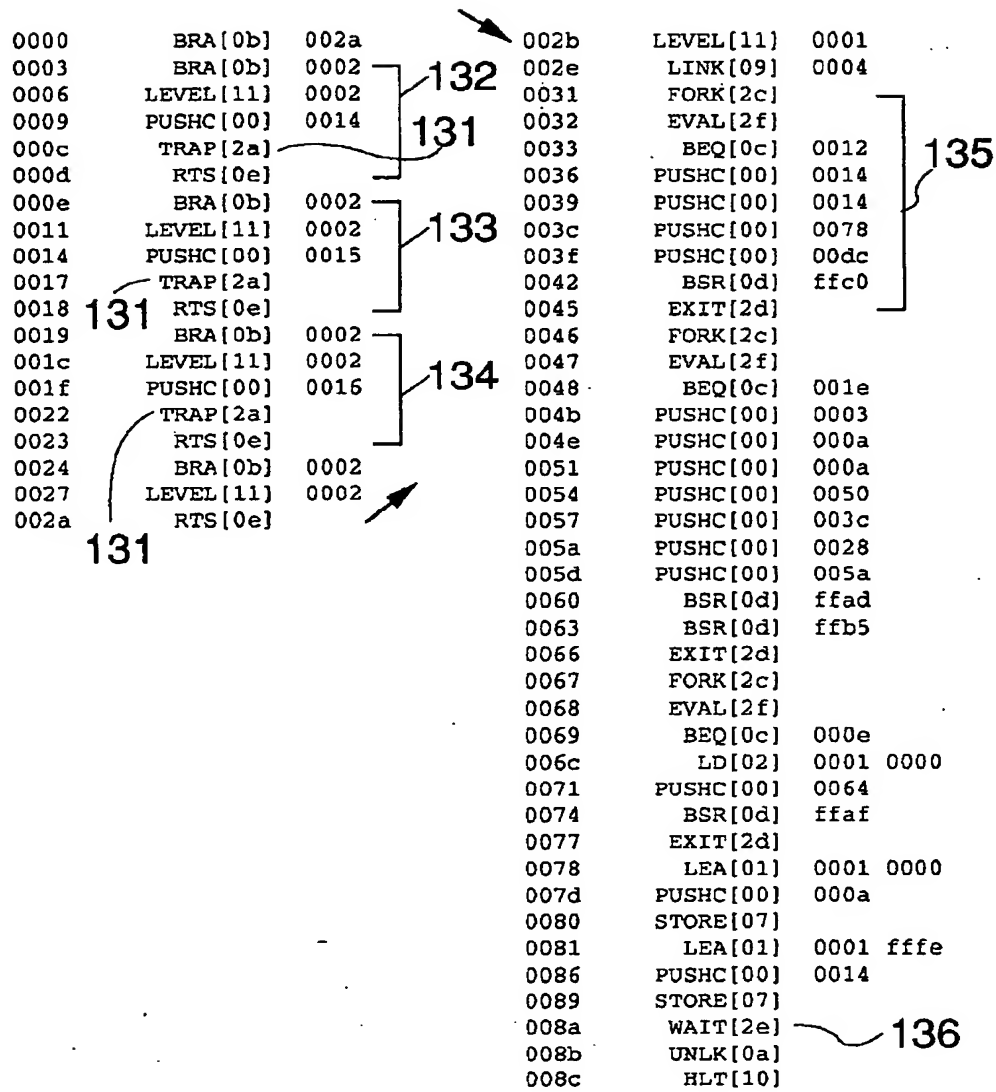 0000 BRA[0b] 002a
0003 BRA[0b] 0002
132
0006 LEVEL[11] 0002
0009 PUSHC[00] 0014
131
000c TRAP[2a]
000d RTS[0e]
000e BRA[0b] 0002
0011 LEVEL[11] 0002
133
0014 PUSHC[00] 0015
0017 TRAP[2a]
131
0018 RTS[0e]
0019 BRA[0b] 0002
001c LEVEL[11] 0002
134
001f PUSHC[00] 0016
0022 TRAP[2a]
0023 RTS[0e]
0024 BRA[0b] 0002
0027 LEVEL[11] 0002
002a RTS[0e]
131
002b LEVEL[11] 0001
002e LINK[09] 0004
0031 FORK[2c]
0032 EVAL[2f]
0033 BEQ[0c] 0012
135
0036 PUSHC[00] 0014
0039 PUSHC[00] 0014
003c PUSHC[00] 0078
003f PUSHC[00] 00dc
0042 BSR[0d] ffc0
0045 EXIT[2d]
0046 FORK[2c]
0047 EVAL[2f]
0048 BEQ[0c] 001e
004b PUSHC[00] 0003
004e PUSHC[00] 000a
0051 PUSHC[00] 000a
0054 PUSHC[00] 0050
0057 PUSHC[00] 003c
005a PUSHC[00] 0028
005d PUSHC[00] 005a
0060 BSR[0d] ffad
0063 BSR[0d] ffb5
0066 EXIT[2d]
0067 FORK[2c]
0068 EVAL[2f]
0069 BEQ[0c] 000e
006c LD[02] 0001 0000
0071 PUSHC[00] 0064
0074 BSR[0d] ffaf
0077 EXIT[2d]
0078 LEA[01] 0001 0000
007d PUSHC[00] 000a
0080 STORE[07]
0081 LEA[01] 0001 fffe
0086 PUSHC[00] 0014
0089 STORE[07]
008a WAIT[2e] 136
008b UNLK[0a]
008c HLT[10]